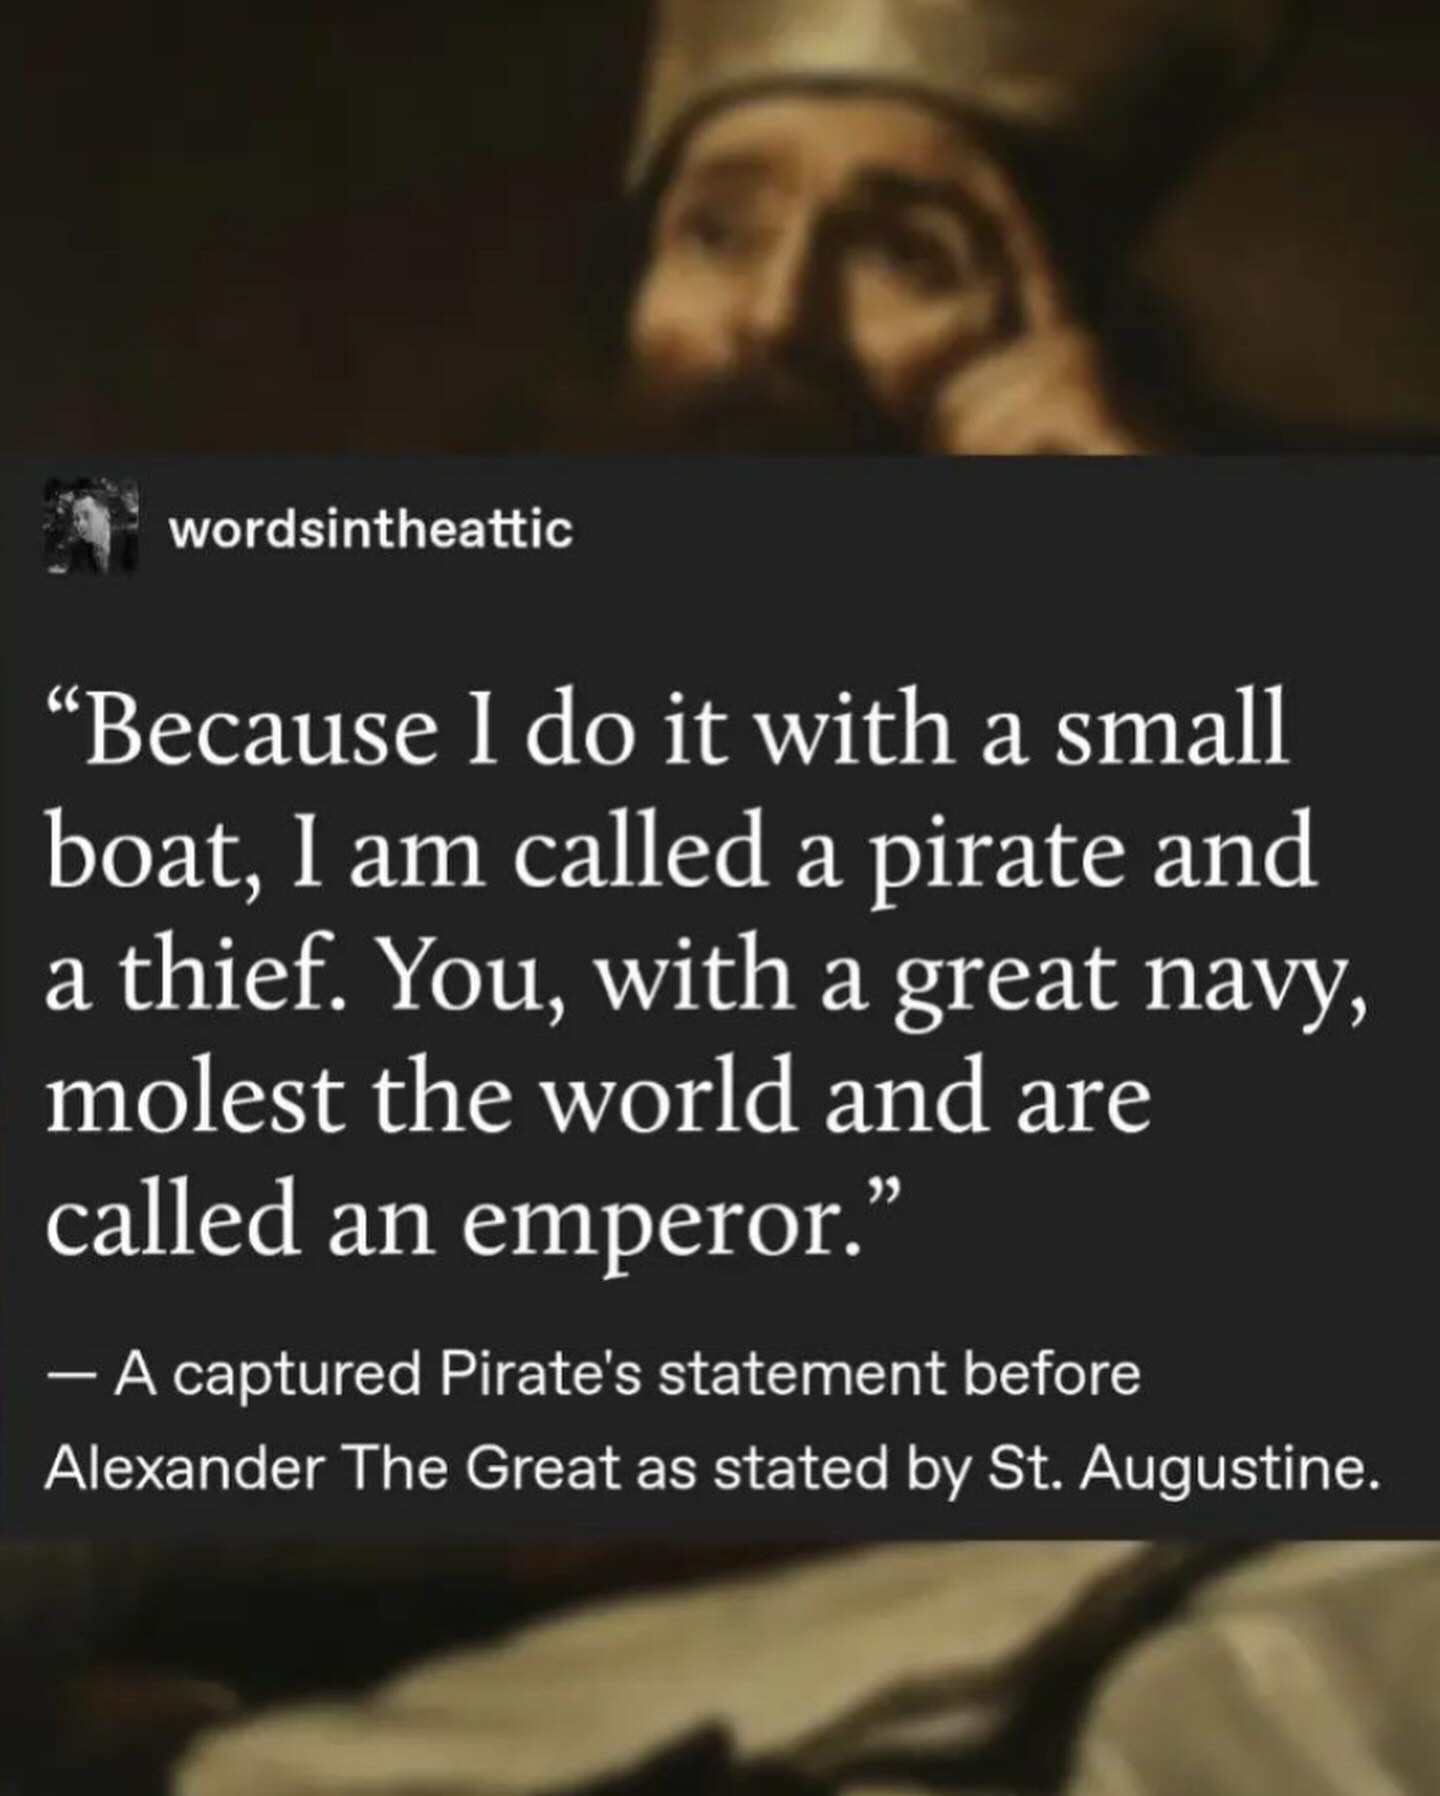 wordsintheattic
“Because I do it with a small
boat, I am called a pirate and
a thief. You, with a great navy,
molest the world and are
called an emperor.”
— A captured Pirate's statement before
Alexander The Great as stated by St. Augustine.